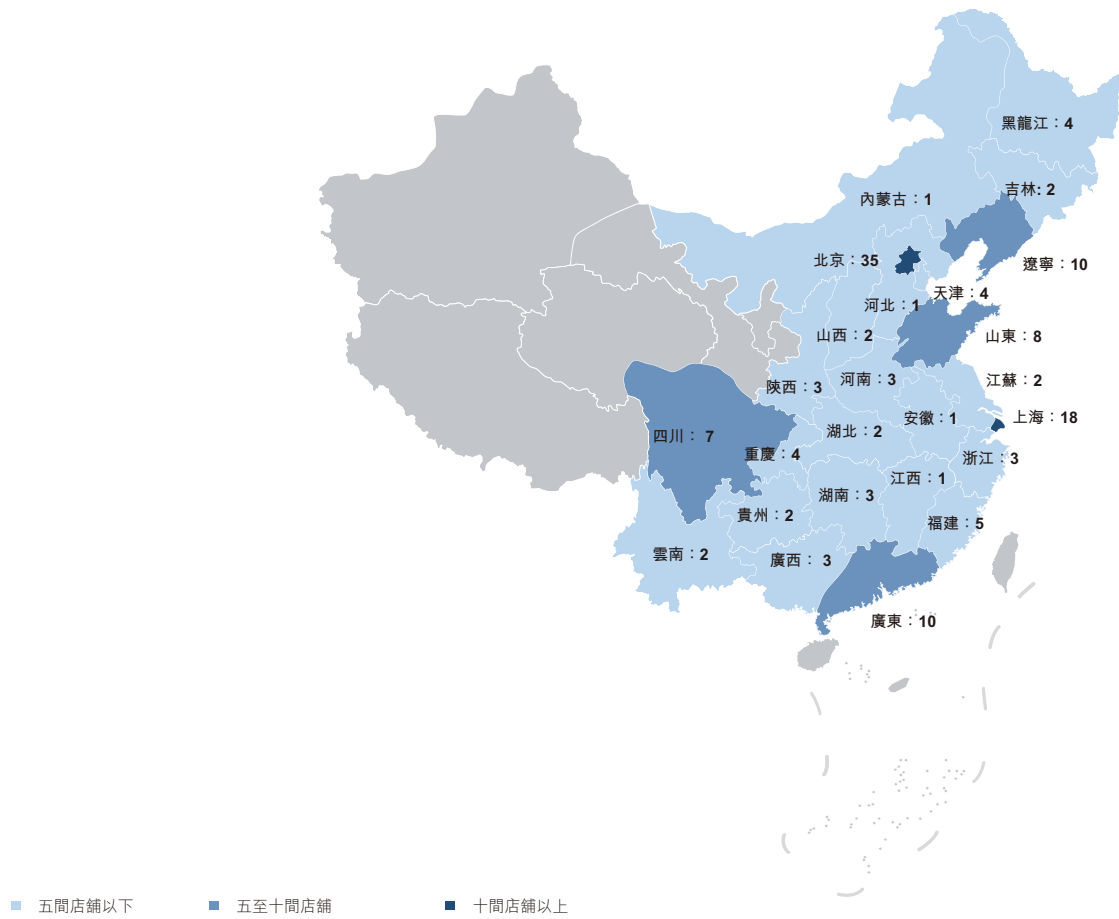 黑龍江：4
吉林: 2
內蒙古：1
北京：35
遼寧：10
天津：4
河北：1
山西：2
山東：8
陝西：3
河南：3
江蘇：2
安徽：1
上海：18
四川： 7
湖北：2
重慶：4
浙江：3
江西：1
湖南：3
貴州：2
福建：5
雲南：2
廣西： 3
廣東：10
五間店舖以下
五至十間店舖
十間店舖以上